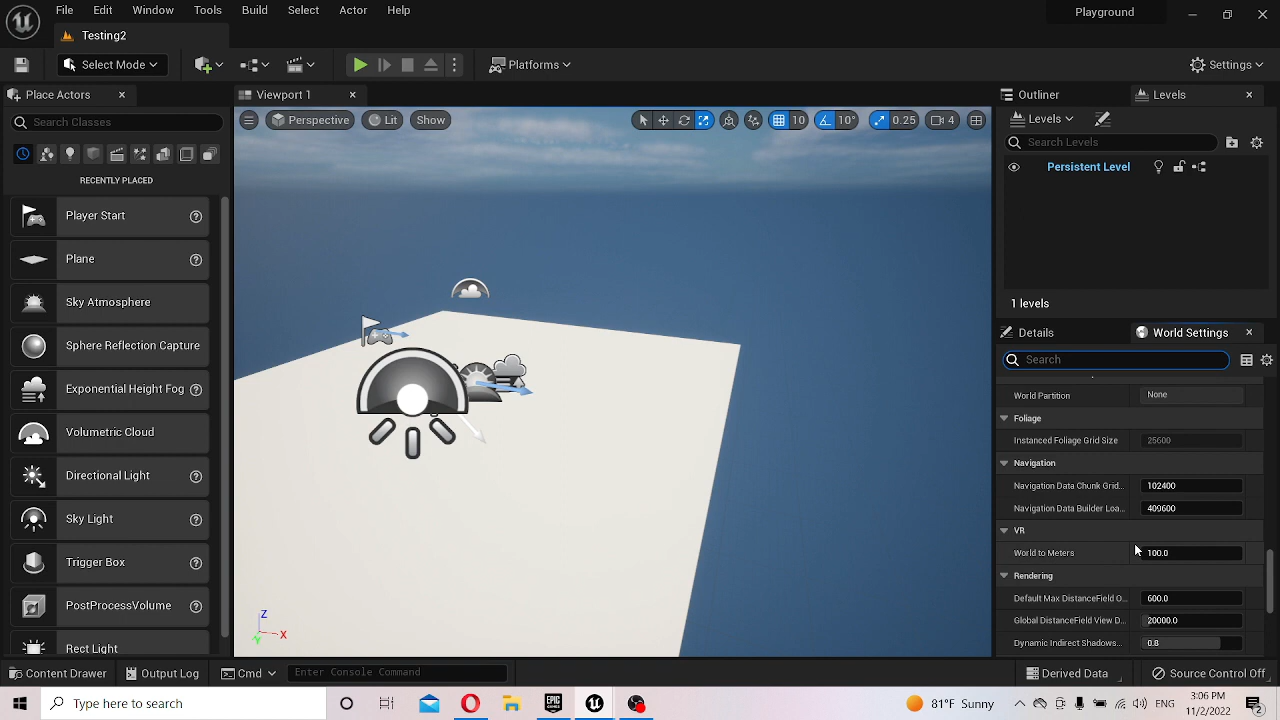 File Edit Window Tools Build Select Actor Help Playground
Testing2
Select Mode Platforms Settings
Place Actors Viewport 1 Outliner Levels
Search Classes Perspective Lit Show 10 10° 0.25 4 Levels
Search Levels
RECENTLY PLACED
Persistent Level
Player Start
Plane
Sky Atmosphere
1 levels
Sphere Reflection Capture
Details World Settings
Search
Exponential Height Fog
World Partition None
Foliage
Volumetric Cloud
Instanced Foliage Grid Size 25600
Navigation
Directional Light
Navigation Data Chunk Grid... 102400
Navigation Data Builder Loa... 409600
Sky Light
VR
World to Meters 100.0
Trigger Box
Rendering
PostProcessVolume
Default Max DistanceField O... 600.0
Global DistanceField View D... 20000.0
Dynamic Indirect Shadows... 0.8
Rect Light
Z
X
Y
Content Drawer Output Log Cmd Enter Console Command Derived Data Source Control Off
Type here to search
EPIC GAMES
81°F Sunny
ENG
3:06 PM
11/2/2022
2